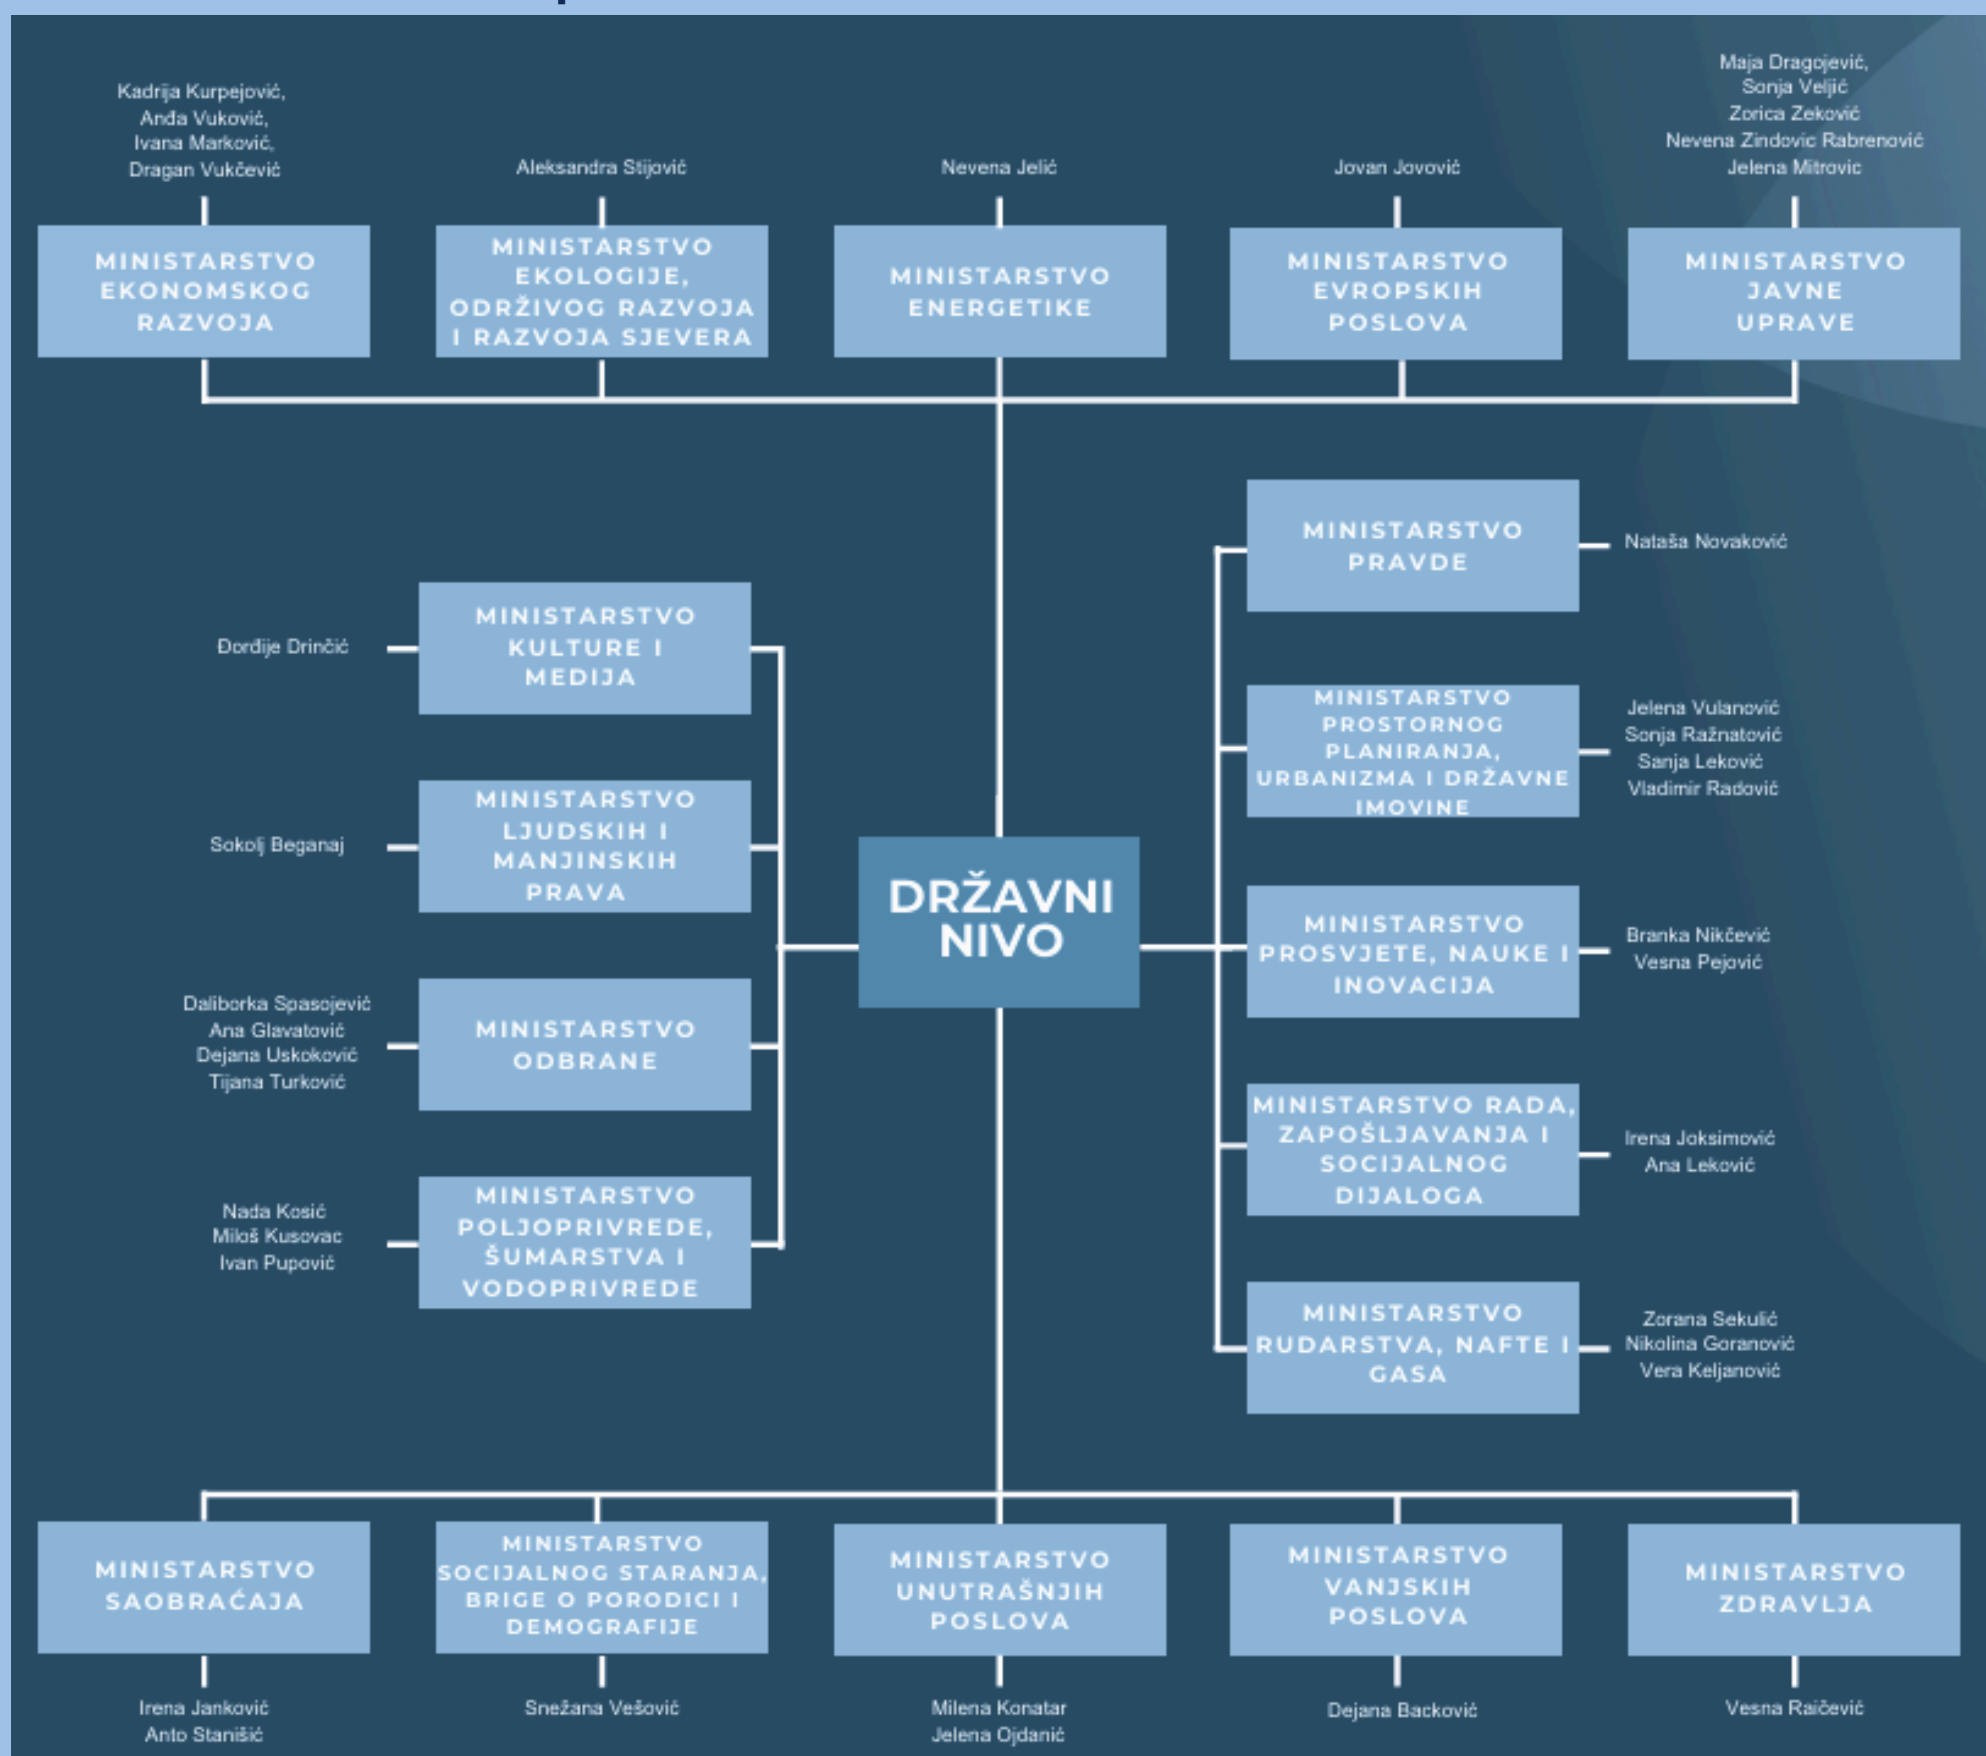 Kadrija Kurpejović,
Anđa Vuković,
Ivana Marković,
Dragan Vukčević
Aleksandra Stijović
Nevena Jelić
Jovan Jovović
Maja Dragojević,
Sonja Veljić
Zorica Zeković
Nevena Zindovic Rabrenović
Jelena Mitrovic
MINISTARSTVO
EKONOMSKOG
RAZVOJA
MINISTARSTVO
EKOLOGIJE,
ODRŽIVOG RAZVOJA
I RAZVOJA SJEVERA
MINISTARSTVO
ENERGETIKE
MINISTARSTVO
EVROPSKIH
POSLOVA
MINISTARSTVO
JAVNE
UPRAVE
Đorđije Drinčić
MINISTARSTVO
KULTURE I
MEDIJA
Sokolj Beganaj
MINISTARSTVO
LJUDSKIH I
MANJINSKIH
PRAVA
Daliborka Spasojević
Ana Glavatović
Dejana Uskoković
Tijana Turković
MINISTARSTVO
ODBRANE
Nada Kosić
Miloš Kusovac
Ivan Pupović
MINISTARSTVO
POLJOPRIVREDE,
ŠUMARSTVA I
VODOPRIVREDE
DRŽAVNI
NIVO
MINISTARSTVO
PRAVDE
Nataša Novaković
MINISTARSTVO
PROSTORNOG
PLANIRANJA,
URBANIZMA I DRŽAVNE
IMOVINE
Jelena Vulanović
Sonja Ražnatović
Sanja Leković
Vladimir Radović
MINISTARSTVO
PROSVJETE, NAUKE I
INOVACIJA
Branka Nikčević
Vesna Pejović
MINISTARSTVO RADA,
ZAPOŠLJAVANJA I
SOCIJALNOG
DIJALOGA
Irena Joksimović
Ana Leković
MINISTARSTVO
RUDARSTVA, NAFTE I
GASA
Zorana Sekulić
Nikolina Goranović
Vera Keljanović
MINISTARSTVO
SAOBRAĆAJA
MINISTARSTVO
SOCIJALNOG STARANJA,
BRIGE O PORODICI I
DEMOGRAFIJE
MINISTARSTVO
UNUTRAŠNJIH
POSLOVA
MINISTARSTVO
VANJSKIH
POSLOVA
MINISTARSTVO
ZDRAVLJA
Irena Janković
Anto Stanišić
Snežana Vešović
Milena Konatar
Jelena Ojdanić
Dejana Backović
Vesna Raičević